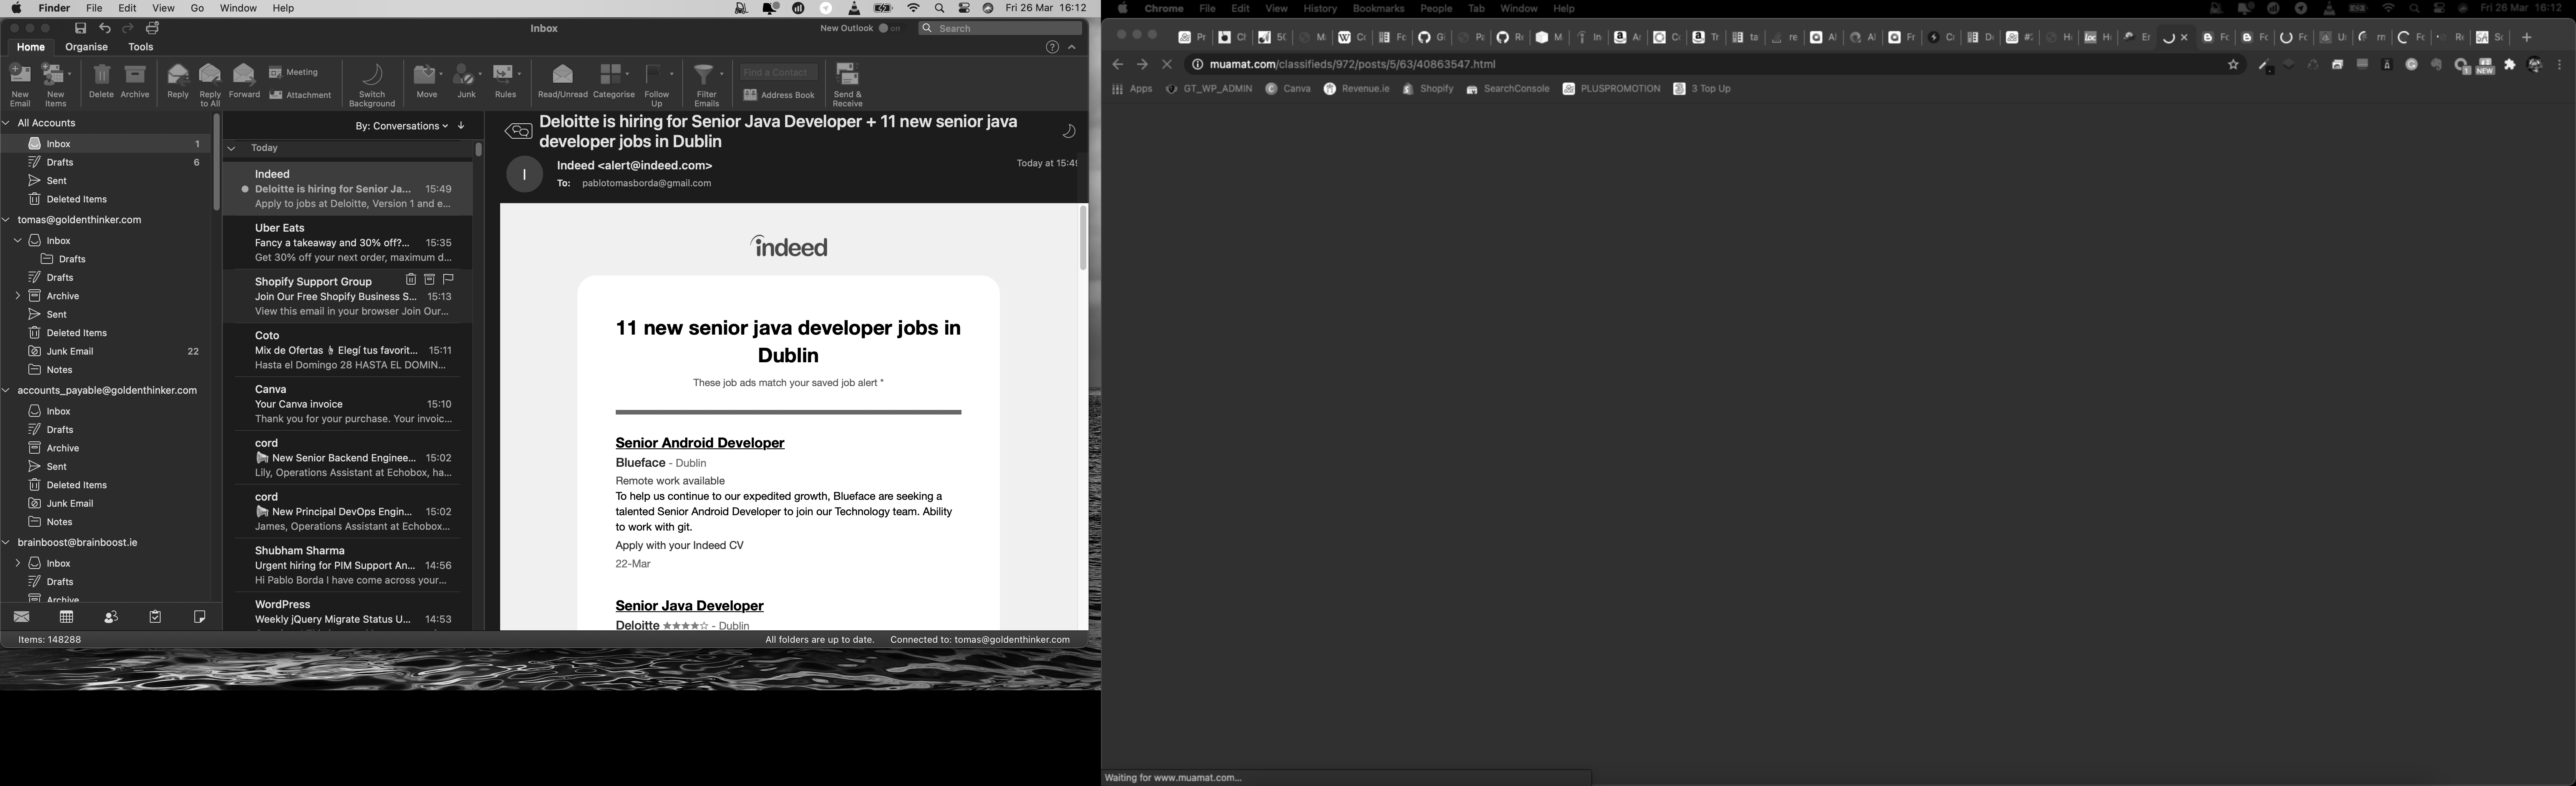 Finder File Edit View Go Window Help
Fri 26 Mar 16:12
Inbox
New Outlook
Search
Home Organise Tools
New Email
New Items
Delete
Archive
Reply
Reply to All
Forward
Meeting
Attachment
Switch Background
Move
Junk
Rules
Read/Unread
Categorise
Follow Up
Filter Emails
Find a Contact
Address Book
Send & Receive
All Accounts
Inbox 1
Drafts 6
Sent
Deleted Items
tomas@goldenthinker.com
Inbox
Drafts
Drafts
Archive
Sent
Deleted Items
Junk Email 22
Notes
accounts_payable@goldenthinker.com
Inbox
Drafts
Archive
Sent
Deleted Items
Junk Email
Notes
brainboost@brainboost.ie
Inbox
Drafts
Archive
Items: 148288
By: Conversations
Today
Indeed
Deloitte is hiring for Senior Ja... 15:49
Apply to jobs at Deloitte, Version 1 and e...
Uber Eats
Fancy a takeaway and 30% off?... 15:35
Get 30% off your next order, maximum d...
Shopify Support Group
Join Our Free Shopify Business S... 15:13
View this email in your browser Join Our...
Coto
Mix de Ofertas Elegí tus favorit... 15:11
Hasta el Domingo 28 HASTA EL DOMIN...
Canva
Your Canva invoice 15:10
Thank you for your purchase. Your invoic...
cord
New Senior Backend Enginee... 15:02
Lily, Operations Assistant at Echobox, ha...
cord
New Principal DevOps Engin... 15:02
James, Operations Assistant at Echobox...
Shubham Sharma
Urgent hiring for PIM Support An... 14:56
Hi Pablo Borda I have come across your...
WordPress
Weekly jQuery Migrate Status U... 14:53
Deloitte is hiring for Senior Java Developer + 11 new senior java
developer jobs in Dublin
I
Indeed <alert@indeed.com>
Today at 15:49
To: pablotomasborda@gmail.com
indeed
11 new senior java developer jobs in
Dublin
These job ads match your saved job alert *
Senior Android Developer
Blueface - Dublin
Remote work available
To help us continue to our expedited growth, Blueface are seeking a
talented Senior Android Developer to join our Technology team. Ability
to work with git.
Apply with your Indeed CV
22-Mar
Senior Java Developer
Deloitte ★★★★☆ - Dublin
All folders are up to date. Connected to: tomas@goldenthinker.com
Chrome File Edit View History Bookmarks People Tab Window Help
Fri 26 Mar 16:12
muamat.com/classifieds/972/posts/5/63/40863547.html
NEW
Apps GT_WP_ADMIN Canva Revenue.ie Shopify SearchConsole PLUSPROMOTION 3 Top Up
Waiting for www.muamat.com...